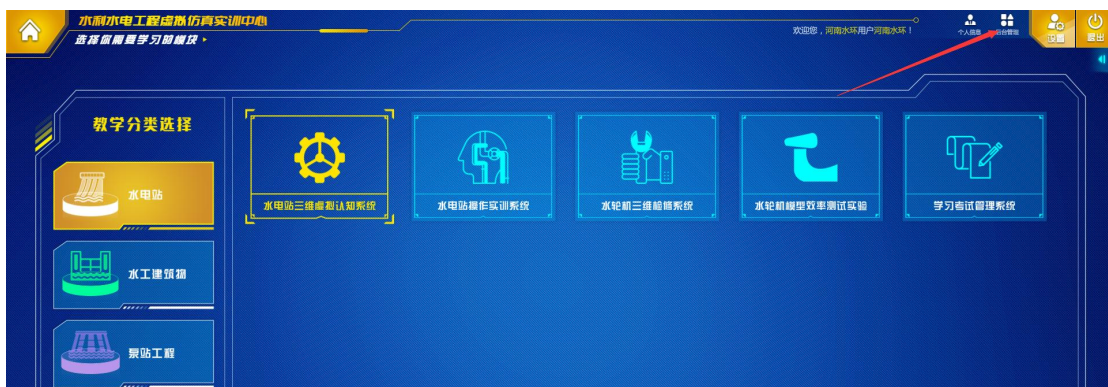 水利水电工程虚拟仿真实训中心
选择你需要学习的模块
欢迎您，河南水环用户河南水环！
个人信息
后台管理
设置
退出
教学分类选择
水电站
水工建筑物
泵站工程
水电站三维虚拟认知系统
水电站操作实训系统
水轮机三维检修系统
水轮机模型效率测试实验
学习考试管理系统